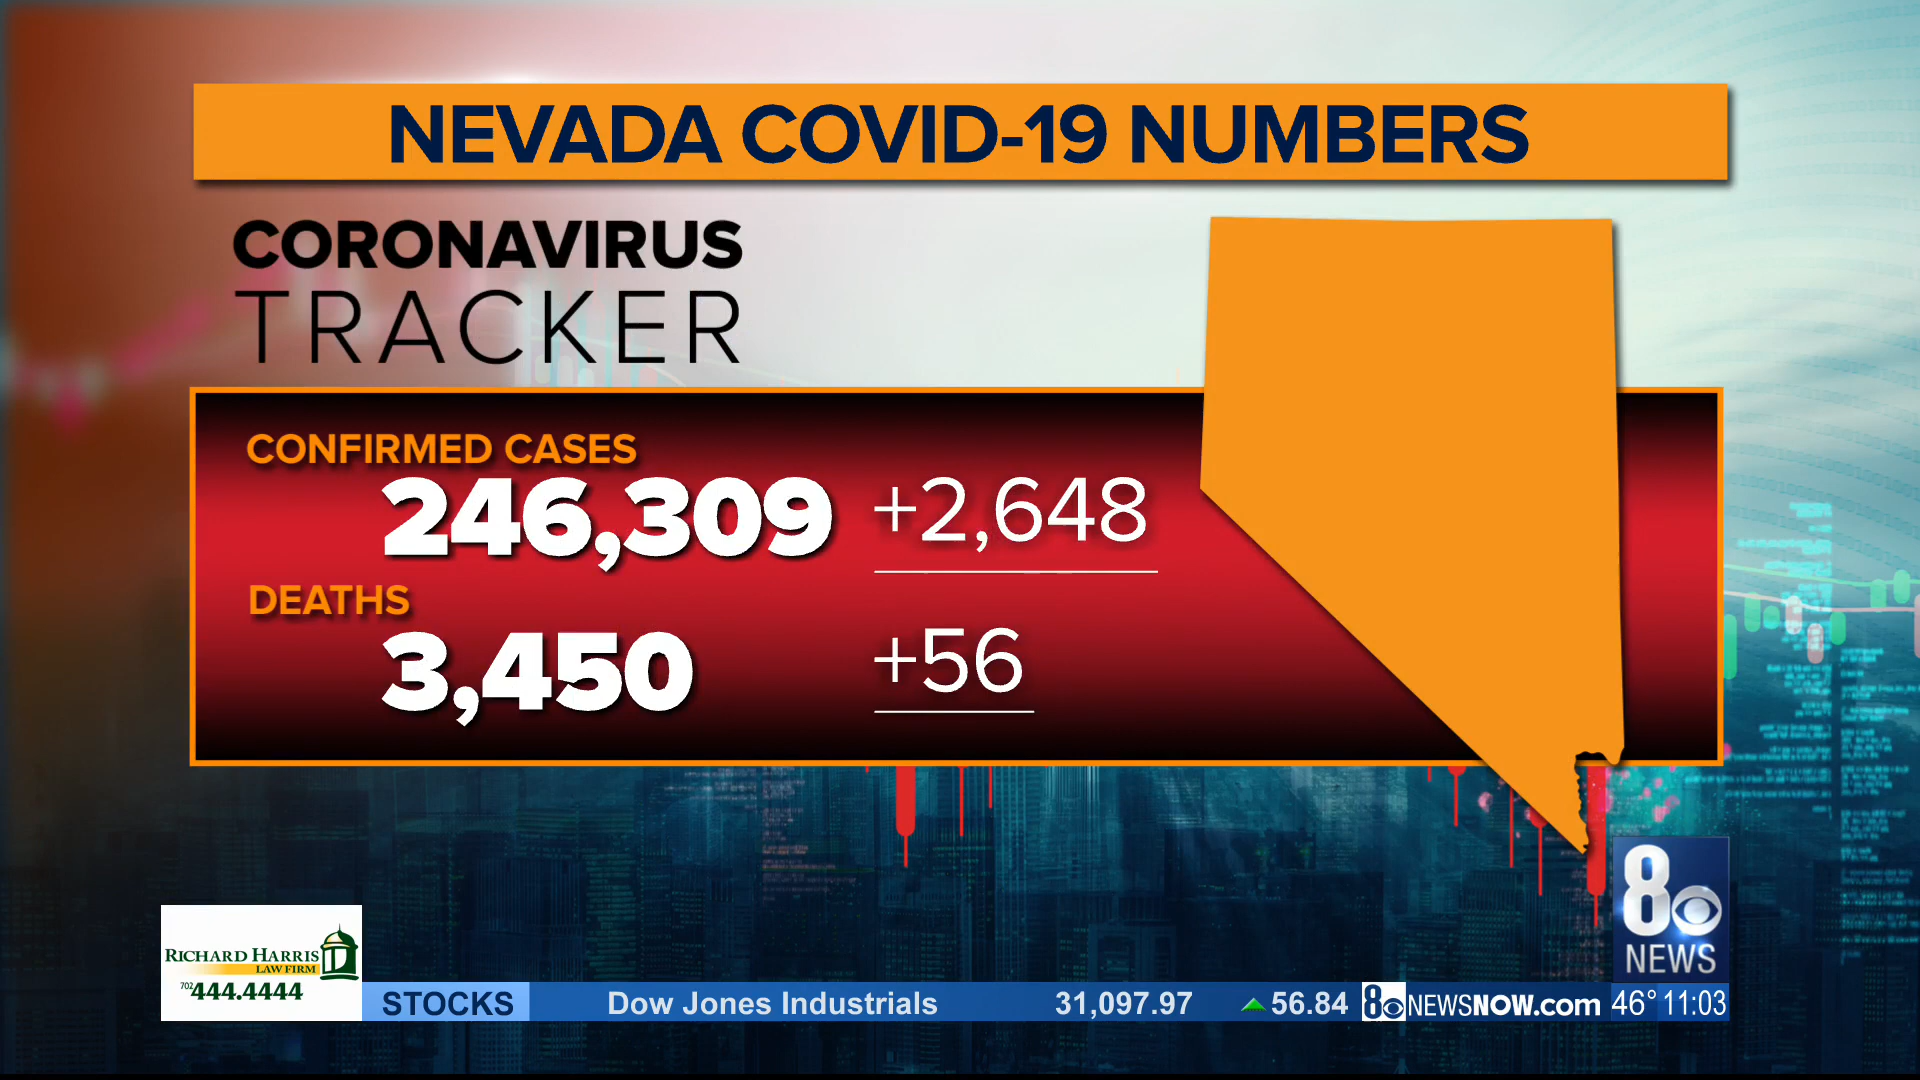 NEVADA COVID-19 NUMBERS
CORONAVIRUS
TRACKER
CONFIRMED CASES
246,309 +2,648
DEATHS
3,450 +56
8 NEWS
RICHARD HARRIS
LAW FIRM
702 444.4444
STOCKS Dow Jones Industrials 31,097.97 56.84 8 NEWSNOW.com 46° 11:03